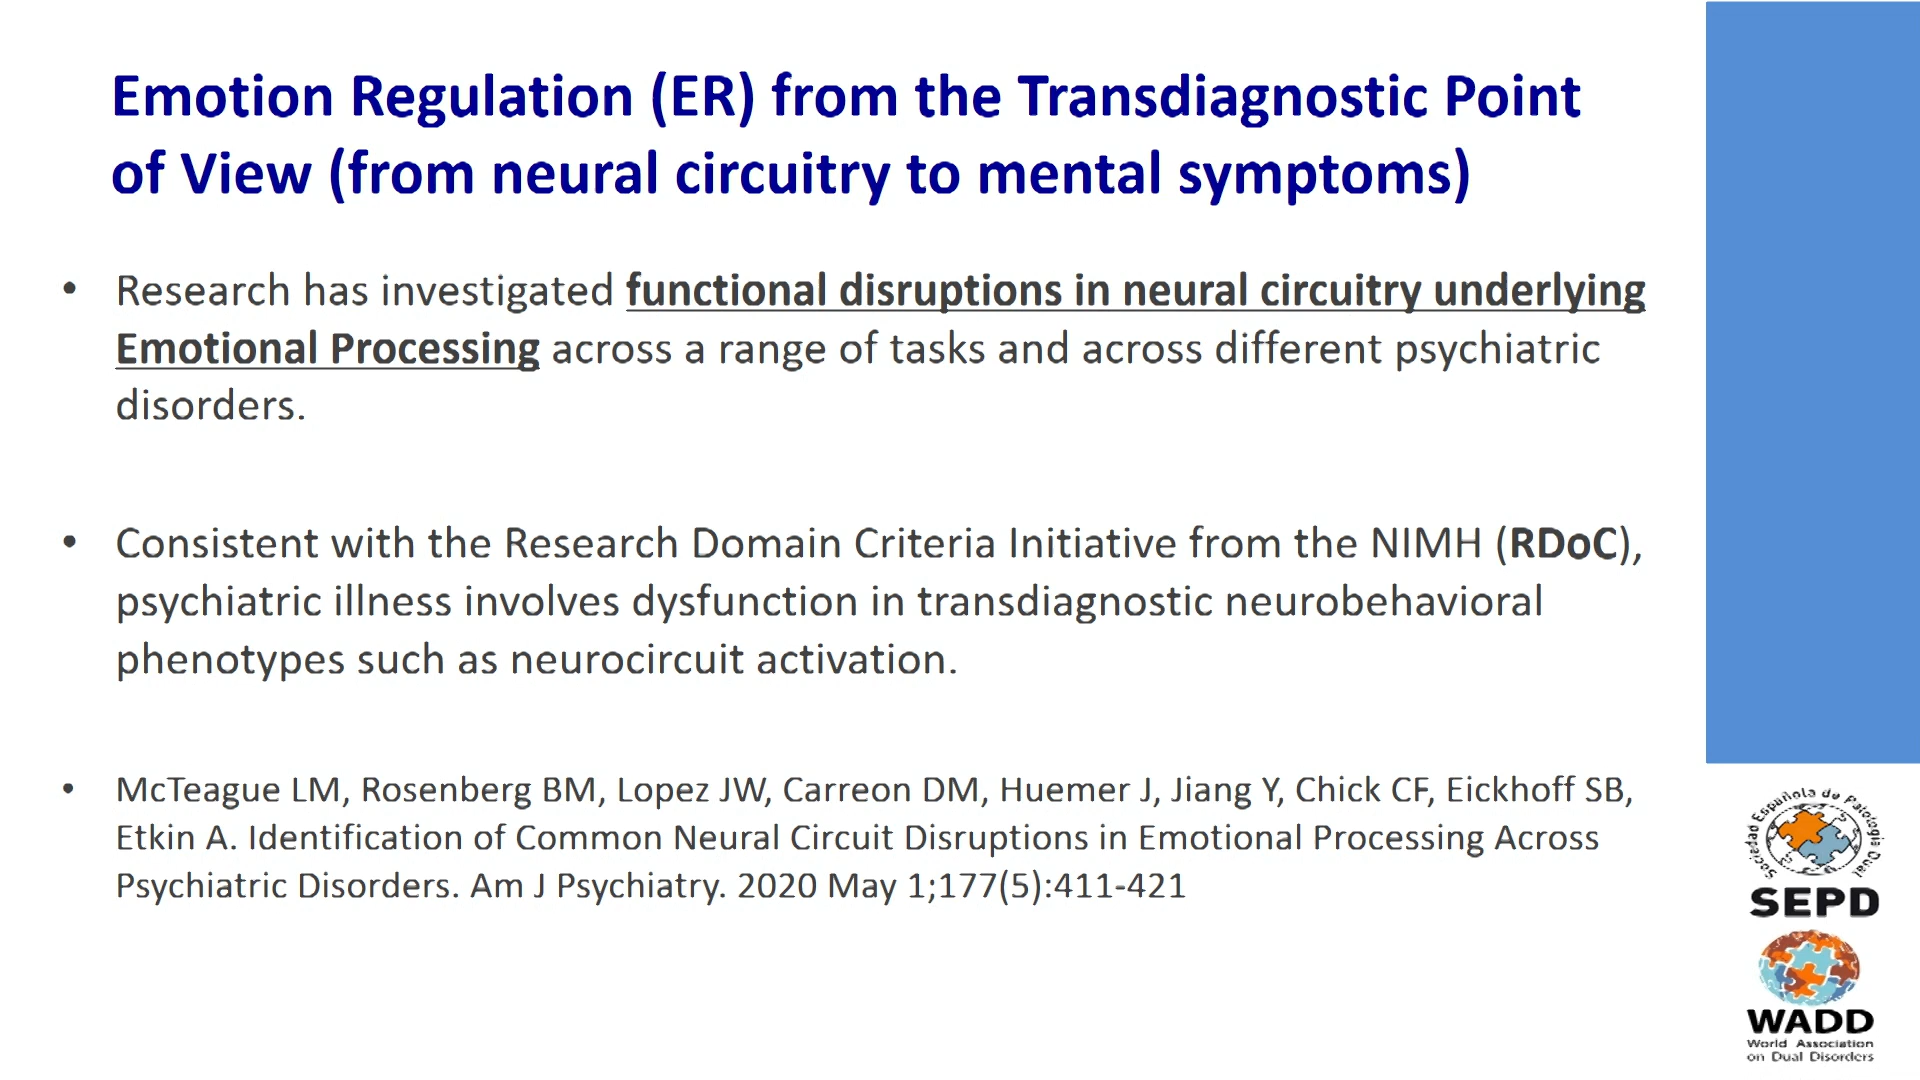 Emotion Regulation (ER) from the Transdiagnostic Point
of View (from neural circuitry to mental symptoms)
• Research has investigated functional disruptions in neural circuitry underlying
Emotional Processing across a range of tasks and across different psychiatric
disorders.
• Consistent with the Research Domain Criteria Initiative from the NIMH (RDoC),
psychiatric illness involves dysfunction in transdiagnostic neurobehavioral
phenotypes such as neurocircuit activation.
• McTeague LM, Rosenberg BM, Lopez JW, Carreon DM, Huemer J, Jiang Y, Chick CF, Eickhoff SB,
Etkin A. Identification of Common Neural Circuit Disruptions in Emotional Processing Across
Psychiatric Disorders. Am J Psychiatry. 2020 May 1;177(5):411-421
Sociedad Española de Patología Dual
SEPD
WADD
World Association
on Dual Disorders